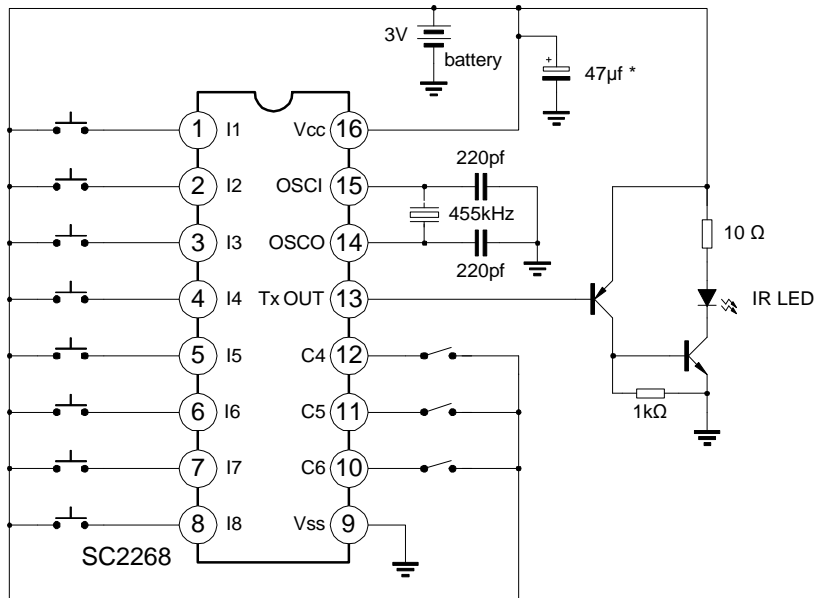 3V
battery
47µf *
1 I1 Vcc 16
220pf
2 I2 OSCI 15
455kHz
3 I3 OSCO 14
220pf
10 Ω
4 I4 Tx OUT 13
IR LED
5 I5 C4 12
6 I6 C5 11
1kΩ
7 I7 C6 10
8 I8 Vss 9
SC2268
+